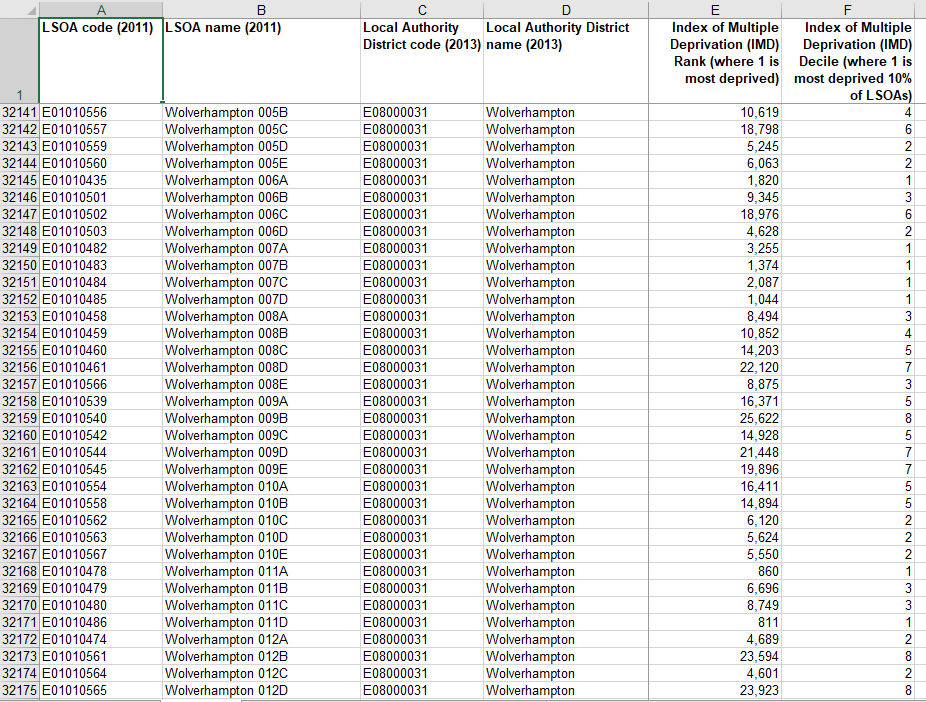 A B C D E F
LSOA code (2011) LSOA name (2011) Local Authority District code (2013) Local Authority District name (2013) Index of Multiple Deprivation (IMD) Rank (where 1 is most deprived) Index of Multiple Deprivation (IMD) Decile (where 1 is most deprived 10% of LSOAs)
1
32141 E01010556 Wolverhampton 005B E08000031 Wolverhampton 10,619 4
32142 E01010557 Wolverhampton 005C E08000031 Wolverhampton 18,798 6
32143 E01010559 Wolverhampton 005D E08000031 Wolverhampton 5,245 2
32144 E01010560 Wolverhampton 005E E08000031 Wolverhampton 6,063 2
32145 E01010435 Wolverhampton 006A E08000031 Wolverhampton 1,820 1
32146 E01010501 Wolverhampton 006B E08000031 Wolverhampton 9,345 3
32147 E01010502 Wolverhampton 006C E08000031 Wolverhampton 18,976 6
32148 E01010503 Wolverhampton 006D E08000031 Wolverhampton 4,628 2
32149 E01010482 Wolverhampton 007A E08000031 Wolverhampton 3,255 1
32150 E01010483 Wolverhampton 007B E08000031 Wolverhampton 1,374 1
32151 E01010484 Wolverhampton 007C E08000031 Wolverhampton 2,087 1
32152 E01010485 Wolverhampton 007D E08000031 Wolverhampton 1,044 1
32153 E01010458 Wolverhampton 008A E08000031 Wolverhampton 8,494 3
32154 E01010459 Wolverhampton 008B E08000031 Wolverhampton 10,852 4
32155 E01010460 Wolverhampton 008C E08000031 Wolverhampton 14,203 5
32156 E01010461 Wolverhampton 008D E08000031 Wolverhampton 22,120 7
32157 E01010566 Wolverhampton 008E E08000031 Wolverhampton 8,875 3
32158 E01010539 Wolverhampton 009A E08000031 Wolverhampton 16,371 5
32159 E01010540 Wolverhampton 009B E08000031 Wolverhampton 25,622 8
32160 E01010542 Wolverhampton 009C E08000031 Wolverhampton 14,928 5
32161 E01010544 Wolverhampton 009D E08000031 Wolverhampton 21,448 7
32162 E01010545 Wolverhampton 009E E08000031 Wolverhampton 19,896 7
32163 E01010554 Wolverhampton 010A E08000031 Wolverhampton 16,411 5
32164 E01010558 Wolverhampton 010B E08000031 Wolverhampton 14,894 5
32165 E01010562 Wolverhampton 010C E08000031 Wolverhampton 6,120 2
32166 E01010563 Wolverhampton 010D E08000031 Wolverhampton 5,624 2
32167 E01010567 Wolverhampton 010E E08000031 Wolverhampton 5,550 2
32168 E01010478 Wolverhampton 011A E08000031 Wolverhampton 860 1
32169 E01010479 Wolverhampton 011B E08000031 Wolverhampton 6,696 3
32170 E01010480 Wolverhampton 011C E08000031 Wolverhampton 8,749 3
32171 E01010486 Wolverhampton 011D E08000031 Wolverhampton 811 1
32172 E01010474 Wolverhampton 012A E08000031 Wolverhampton 4,689 2
32173 E01010561 Wolverhampton 012B E08000031 Wolverhampton 23,594 8
32174 E01010564 Wolverhampton 012C E08000031 Wolverhampton 4,601 2
32175 E01010565 Wolverhampton 012D E08000031 Wolverhampton 23,923 8